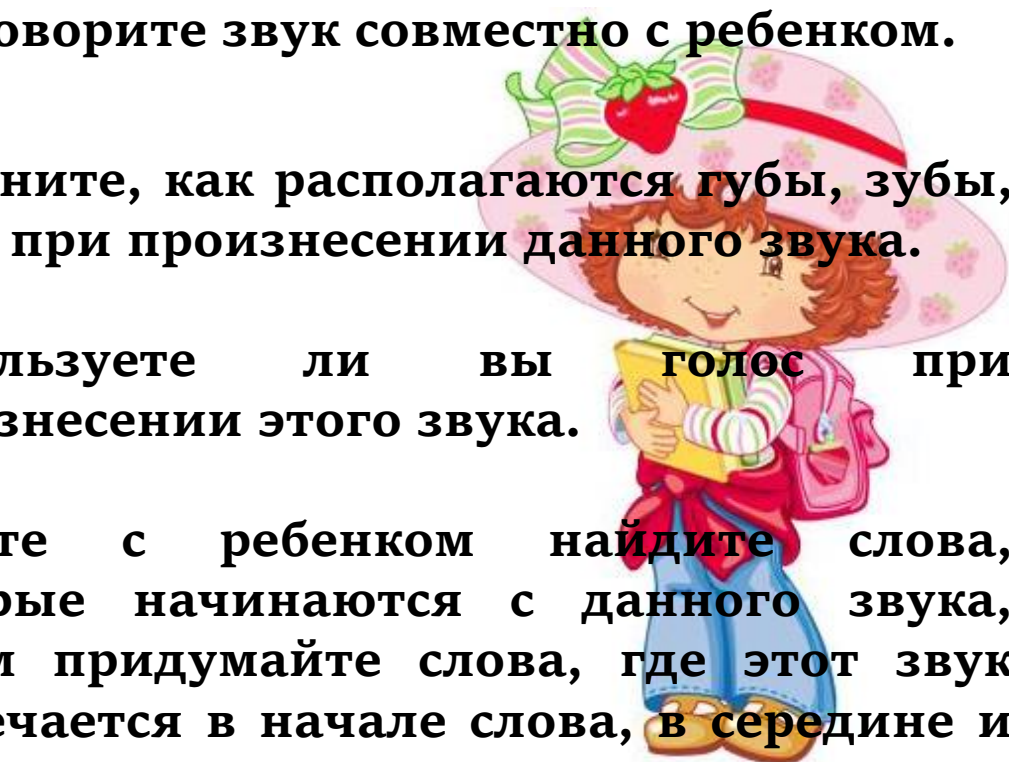 оворите звук совместно с ребенком.
ните, как располагаются губы, зубы,
при произнесении данного звука.
льзуете ли вы голос при
знесении этого звука.
те с ребенком найдите слова,
рые начинаются с данного звука,
м придумайте слова, где этот звук
ечается в начале слова, в середине и